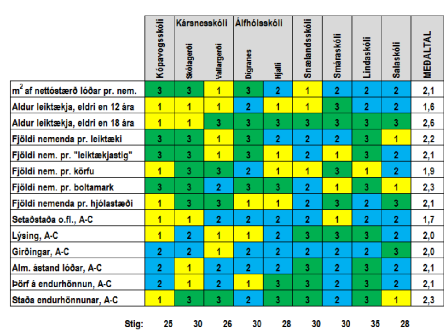 Kársnesskóli Álfhólsskóli
Kópavogsskóli Skólagerði Vallargerði Digranes Hjalli Snælandsskóli Smáraskóli Lindaskóli Salaskóli MEÐALTAL
m² af nettóstærð lóðar pr. nem. 3 3 1 3 2 1 2 2 2 2,1
Aldur leiktækja, eldri en 12 ára 1 1 1 2 1 1 2 3 2 1,6
Aldur leiktækja, eldri en 18 ára 1 1 3 3 3 3 3 3 3 2,6
Fjöldi nemenda pr. leiktæki 3 3 1 3 2 2 2 3 1 2,2
Fjöldi nem. pr. "leiktækjastig" 3 3 1 3 1 2 1 3 2 2,1
Fjöldi nem. pr. körfu 1 3 3 2 1 1 3 1 2 1,9
Fjöldi nem. pr. boltamark 3 3 2 3 3 2 1 3 1 2,3
Fjöldi nemenda pr. hjólastæði 1 3 3 1 1 2 2 3 3 2,1
Setaðstaða o.fl., A-C 1 1 2 2 2 2 1 2 2 1,7
Lýsing, A-C 1 2 1 1 2 3 3 3 2 2,0
Girðingar, A-C 2 2 1 2 2 2 2 2 3 2,0
Alm. ástand lóðar, A-C 2 1 2 2 2 3 2 3 2 2,1
Þörf á endurhönnun, A-C 2 1 2 1 3 3 2 3 2 2,1
Staða endurhönnunar, A-C 1 3 3 2 3 3 2 3 1 2,3
Stig: 25 30 26 30 28 30 30 35 28